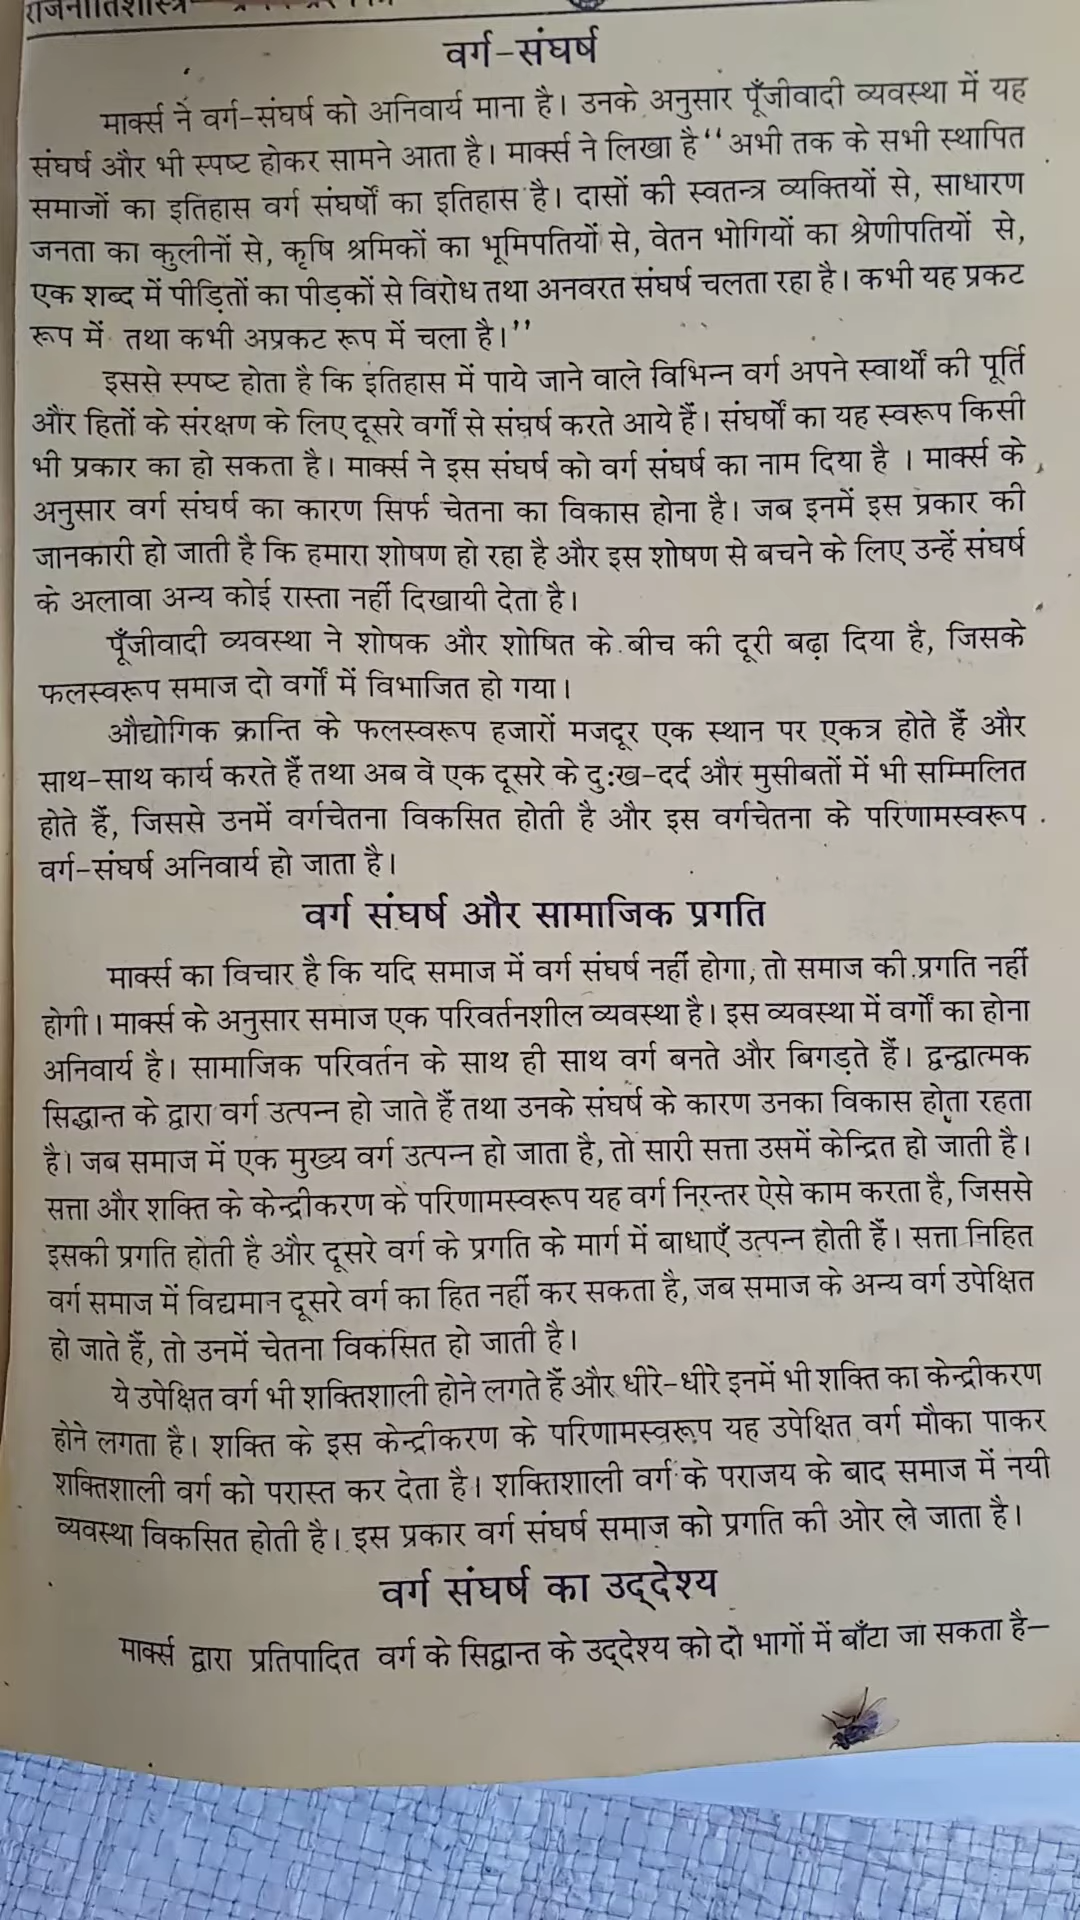 राजनीतिशास्त्र
वर्ग-संघर्ष
मार्क्स ने वर्ग-संघर्ष को अनिवार्य माना है। उनके अनुसार पूँजीवादी व्यवस्था में यह
संघर्ष और भी स्पष्ट होकर सामने आता है। मार्क्स ने लिखा है “ अभी तक के सभी स्थापित
समाजों का इतिहास वर्ग संघर्षों का इतिहास है। दासों की स्वतन्त्र व्यक्तियों से, साधारण
जनता का कुलीनों से, कृषि श्रमिकों का भूमिपतियों से, वेतन भोगियों का श्रेणीपतियों से,
एक शब्द में पीड़ितों का पीड़कों से विरोध तथा अनवरत संघर्ष चलता रहा है। कभी यह प्रकट
रूप में तथा कभी अप्रकट रूप में चला है।”
इससे स्पष्ट होता है कि इतिहास में पाये जाने वाले विभिन्न वर्ग अपने स्वार्थों की पूर्ति
और हितों के संरक्षण के लिए दूसरे वर्गों से संघर्ष करते आये हैं। संघर्षों का यह स्वरूप किसी
भी प्रकार का हो सकता है। मार्क्स ने इस संघर्ष को वर्ग संघर्ष का नाम दिया है । मार्क्स के
अनुसार वर्ग संघर्ष का कारण सिर्फ चेतना का विकास होना है। जब इनमें इस प्रकार की
जानकारी हो जाती है कि हमारा शोषण हो रहा है और इस शोषण से बचने के लिए उन्हें संघर्ष
के अलावा अन्य कोई रास्ता नहीं दिखायी देता है।
पूँजीवादी व्यवस्था ने शोषक और शोषित के बीच की दूरी बढ़ा दिया है, जिसके
फलस्वरूप समाज दो वर्गों में विभाजित हो गया।
औद्योगिक क्रान्ति के फलस्वरूप हजारों मजदूर एक स्थान पर एकत्र होते हैं और
साथ-साथ कार्य करते हैं तथा अब वे एक दूसरे के दुःख-दर्द और मुसीबतों में भी सम्मिलित
होते हैं, जिससे उनमें वर्गचेतना विकसित होती है और इस वर्गचेतना के परिणामस्वरूप
वर्ग-संघर्ष अनिवार्य हो जाता है।
वर्ग संघर्ष और सामाजिक प्रगति
मार्क्स का विचार है कि यदि समाज में वर्ग संघर्ष नहीं होगा, तो समाज की प्रगति नहीं
होगी। मार्क्स के अनुसार समाज एक परिवर्तनशील व्यवस्था है। इस व्यवस्था में वर्गों का होना
अनिवार्य है। सामाजिक परिवर्तन के साथ ही साथ वर्ग बनते और बिगड़ते हैं। द्वन्द्वात्मक
सिद्धान्त के द्वारा वर्ग उत्पन्न हो जाते हैं तथा उनके संघर्ष के कारण उनका विकास होता रहता
है। जब समाज में एक मुख्य वर्ग उत्पन्न हो जाता है, तो सारी सत्ता उसमें केन्द्रित हो जाती है।
सत्ता और शक्ति के केन्द्रीकरण के परिणामस्वरूप यह वर्ग निरन्तर ऐसे काम करता है, जिससे
इसकी प्रगति होती है और दूसरे वर्ग के प्रगति के मार्ग में बाधाएँ उत्पन्न होती हैं। सत्ता निहित
वर्ग समाज में विद्यमान दूसरे वर्ग का हित नहीं कर सकता है, जब समाज के अन्य वर्ग उपेक्षित
हो जाते हैं, तो उनमें चेतना विकसित हो जाती है।
ये उपेक्षित वर्ग भी शक्तिशाली होने लगते हैं और धीरे-धीरे इनमें भी शक्ति का केन्द्रीकरण
होने लगता है। शक्ति के इस केन्द्रीकरण के परिणामस्वरूप यह उपेक्षित वर्ग मौका पाकर
शक्तिशाली वर्ग को परास्त कर देता है। शक्तिशाली वर्ग के पराजय के बाद समाज में नयी
व्यवस्था विकसित होती है। इस प्रकार वर्ग संघर्ष समाज को प्रगति की ओर ले जाता है।
वर्ग संघर्ष का उद्‌देश्य
मार्क्स द्वारा प्रतिपादित वर्ग के सिद्वान्त के उद्‌देश्य को दो भागों में बाँटा जा सकता है—